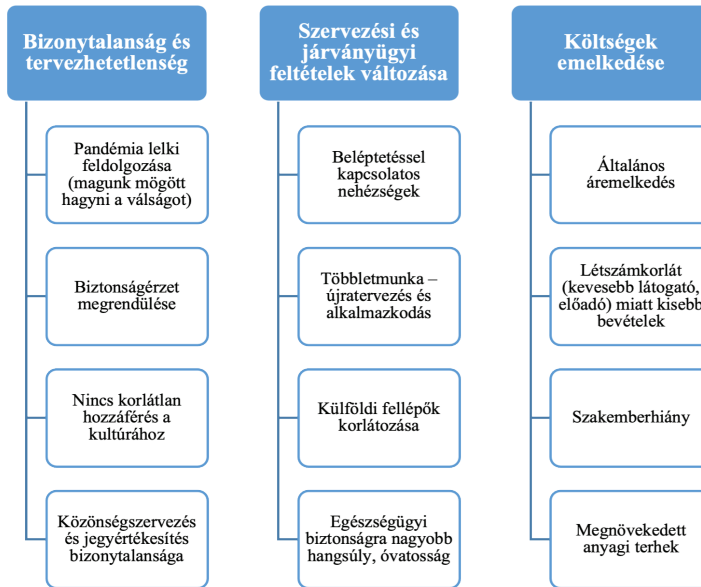 Bizonytalanság és
tervezhetetlenség
Pandémia lelki
feldolgozása
(magunk mögött
hagyni a válságot)
Biztonságérzet
megrendülése
Nincs korlátlan
hozzáférés a
kultúrához
Közönségszervezés
és jegyértékesítés
bizonytalansága
Szervezési és
járványügyi
feltételek változása
Beléptetéssel
kapcsolatos
nehézségek
Többletmunka –
újratervezés és
alkalmazkodás
Külföldi fellépők
korlátozása
Egészségügyi
biztonságra nagyobb
hangsúly, óvatosság
Költségek
emelkedése
Általános
áremelkedés
Létszámkorlát
(kevesebb látogató,
előadó) miatt kisebb
bevételek
Szakemberhiány
Megnövekedett
anyagi terhek